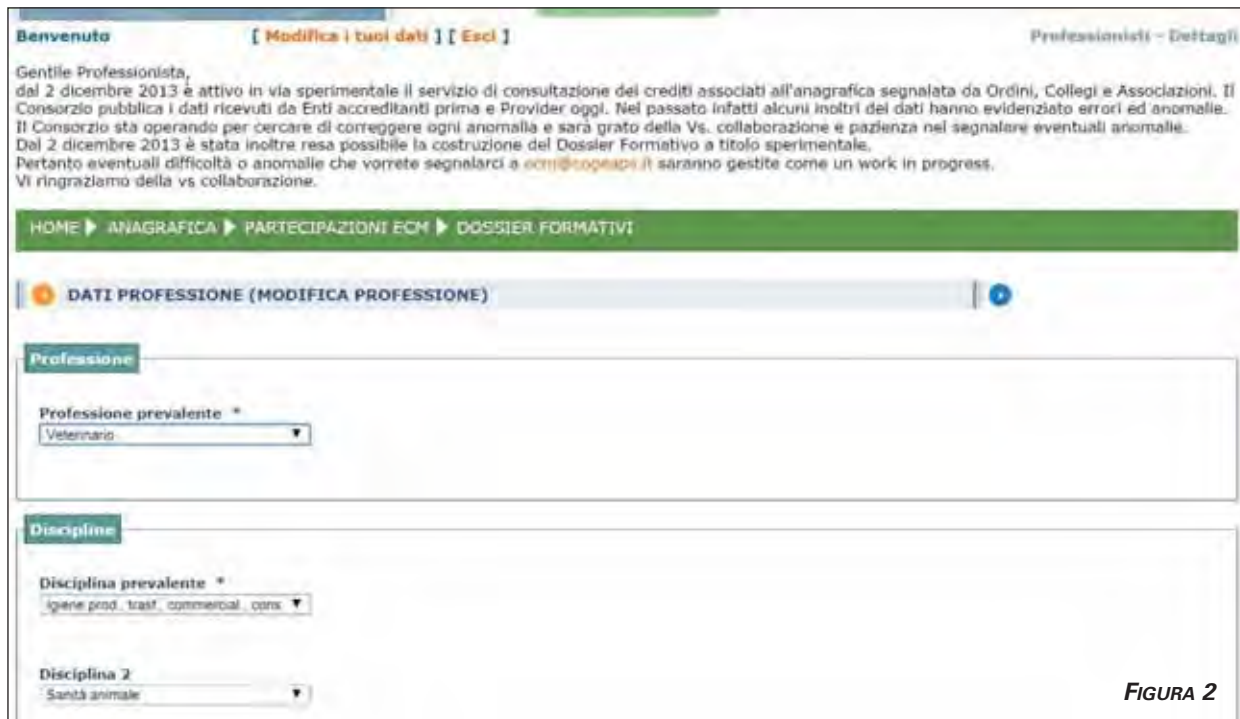 Benvenuto [ Modifica i tuoi dati ] [ Esci ] Professionisti - Dettagli
Gentile Professionista,
dal 2 dicembre 2013 è attivo in via sperimentale il servizio di consultazione dei crediti associati all'anagrafica segnalata da Ordini, Collegi e Associazioni. Il
Consorzio pubblica i dati ricevuti da Enti accreditanti prima e Provider oggi. Nel passato infatti alcuni inoltri dei dati hanno evidenziato errori ed anomalie.
Il Consorzio sta operando per cercare di correggere ogni anomalia e sarà grato della Vs. collaborazione e pazienza nel segnalare eventuali anomalie.
Dal 2 dicembre 2013 è stata inoltre resa possibile la costruzione del Dossier Formativo a titolo sperimentale.
Pertanto eventuali difficoltà o anomalie che vorrete segnalarci a ecm@cogeaps.it saranno gestite come un work in progress.
Vi ringraziamo della vs collaborazione.
HOME ANAGRAFICA PARTECIPAZIONI ECM DOSSIER FORMATIVI
DATI PROFESSIONE (MODIFICA PROFESSIONE)
Professione
Professione prevalente *
Veterinario
Discipline
Disciplina prevalente *
Igiene prod., trasf., commercial., cons
Disciplina 2
Sanità animale
FIGURA 2